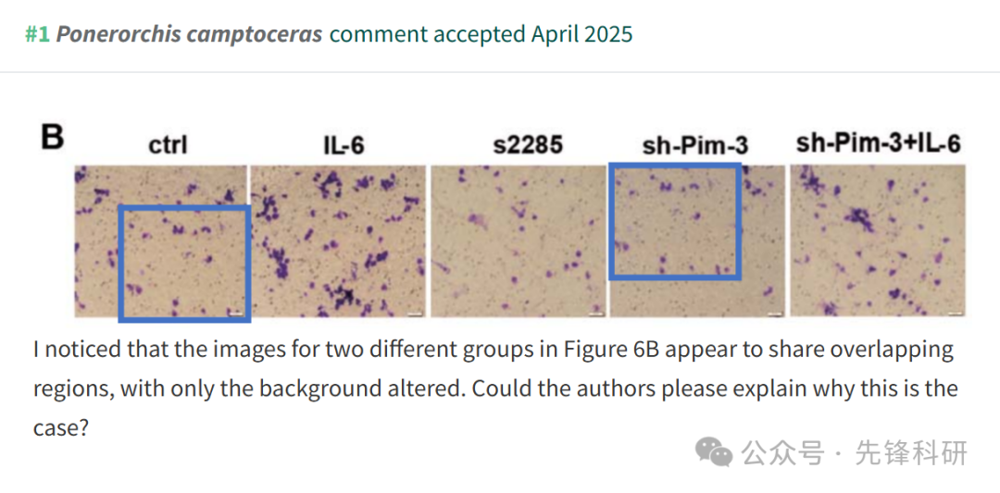 #1 Ponerorchis camptoceras comment accepted April 2025
B
ctrl IL-6 s2285 sh-Pim-3 sh-Pim-3+IL-6
I noticed that the images for two different groups in Figure 6B appear to share overlapping
regions, with only the background altered. Could the authors please explain why this is the
case?
公众号 · 先锋科研